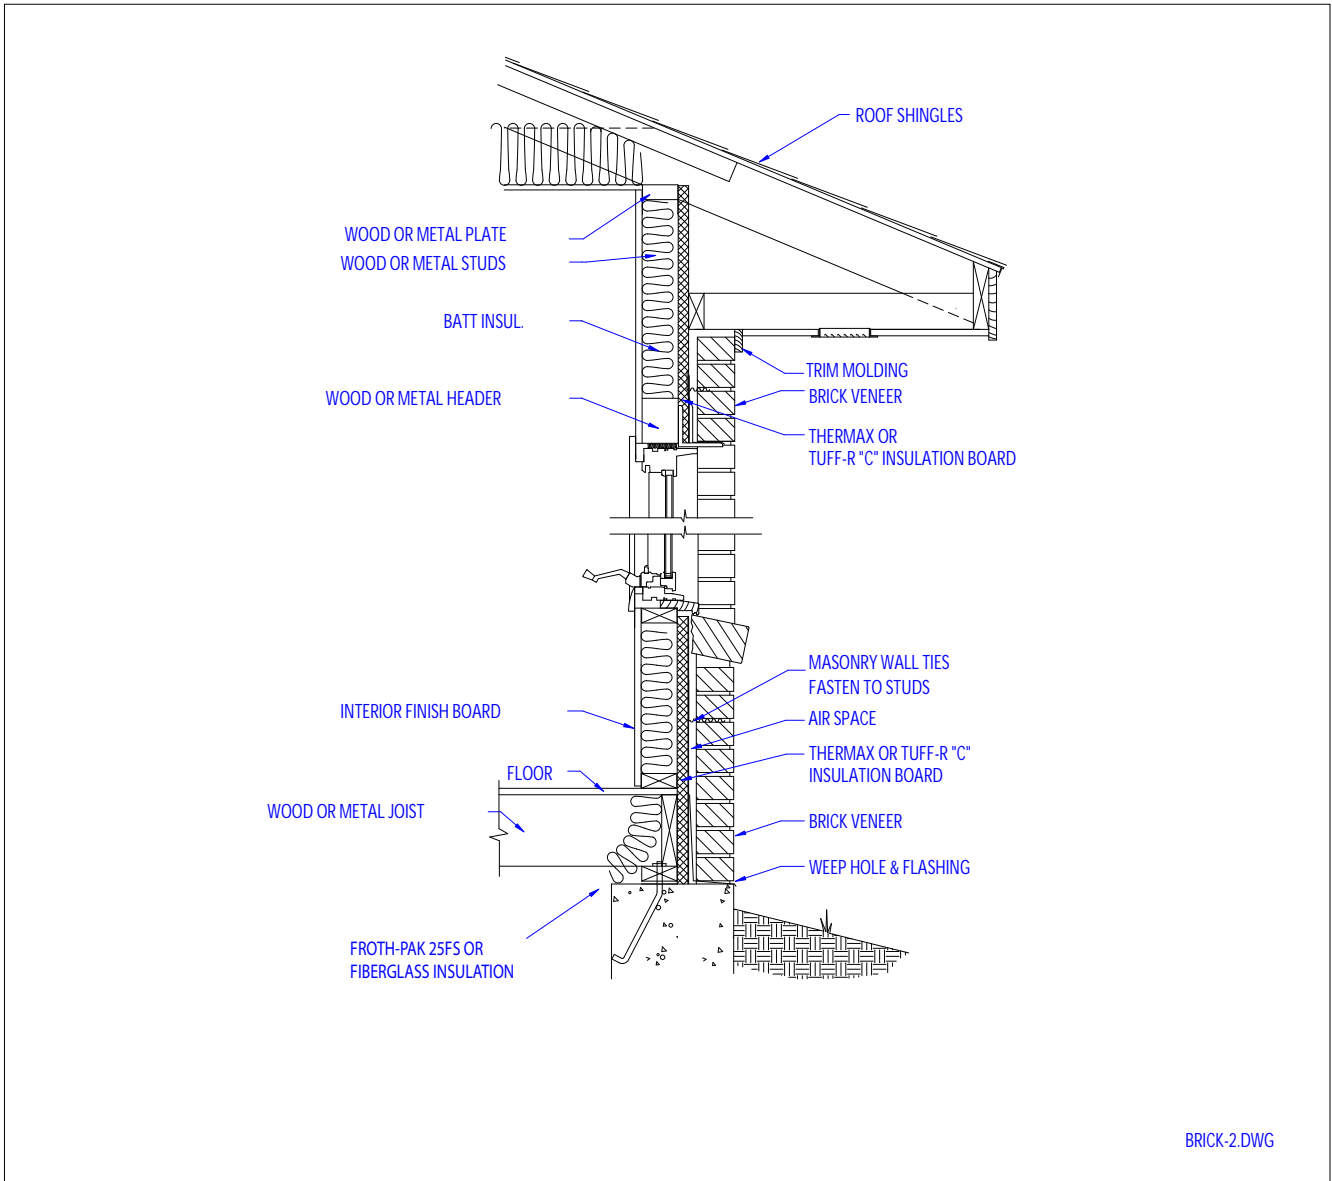 ROOF SHINGLES
WOOD OR METAL PLATE
WOOD OR METAL STUDS
BATT INSUL.
WOOD OR METAL HEADER
TRIM MOLDING
BRICK VENEER
THERMAX OR
TUFF-R "C" INSULATION BOARD
MASONRY WALL TIES
FASTEN TO STUDS
INTERIOR FINISH BOARD
AIR SPACE
THERMAX OR TUFF-R "C"
INSULATION BOARD
FLOOR
WOOD OR METAL JOIST
BRICK VENEER
WEEP HOLE & FLASHING
FROTH-PAK 25FS OR
FIBERGLASS INSULATION
BRICK-2.DWG